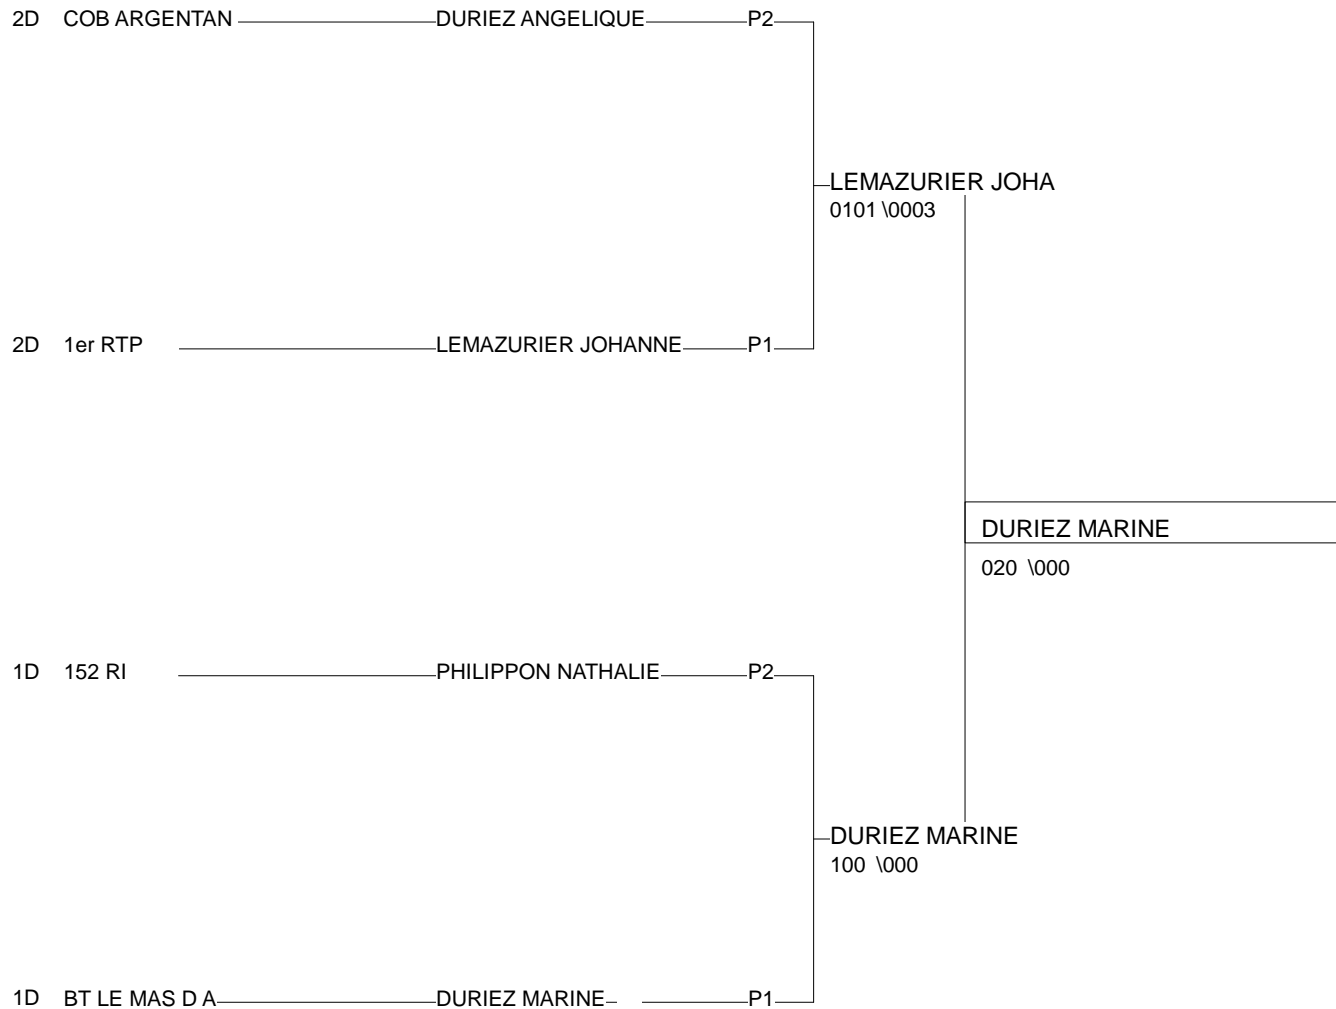 2D COB ARGENTAN DURIEZ ANGELIQUE P2
LEMAZURIER JOHA
0101 \0003
2D 1er RTP LEMAZURIER JOHANNE P1
DURIEZ MARINE
020 \000
1D 152 RI PHILIPPON NATHALIE P2
DURIEZ MARINE
100 \000
1D BT LE MAS D A DURIEZ MARINE P1